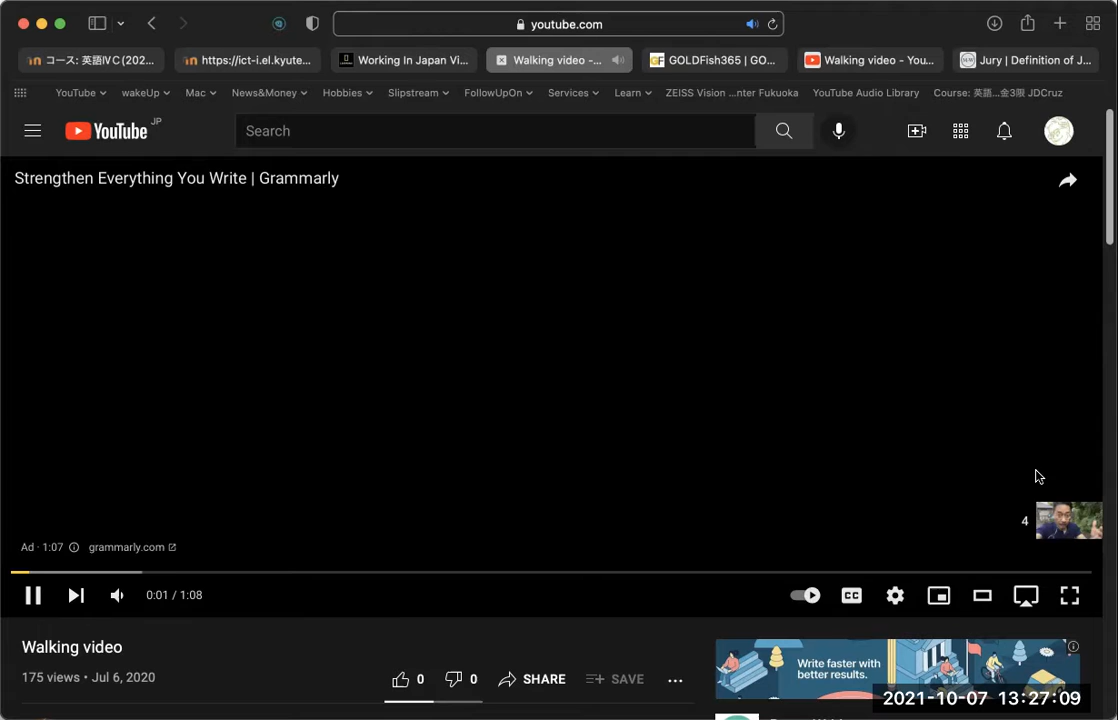 youtube.com
コース: 英語ⅣC (202...
https://ict-i.el.kyute...
Working In Japan Vi...
Walking video -...
GOLDFish365 | GO...
Walking video - You...
Jury | Definition of J...
YouTube
wakeUp
Mac
News&Money
Hobbies
Slipstream
FollowUpOn
Services
Learn
ZEISS Vision ...nter Fukuoka
YouTube Audio Library
Course: 英語...金3限 JDCruz
YouTube JP
Search
Strengthen Everything You Write | Grammarly
4
Ad · 1:07
grammarly.com
0:01 / 1:08
CC
Walking video
175 views • Jul 6, 2020
0
0
SHARE
SAVE
Write faster with
better results.
2021-10-07 13:27:09